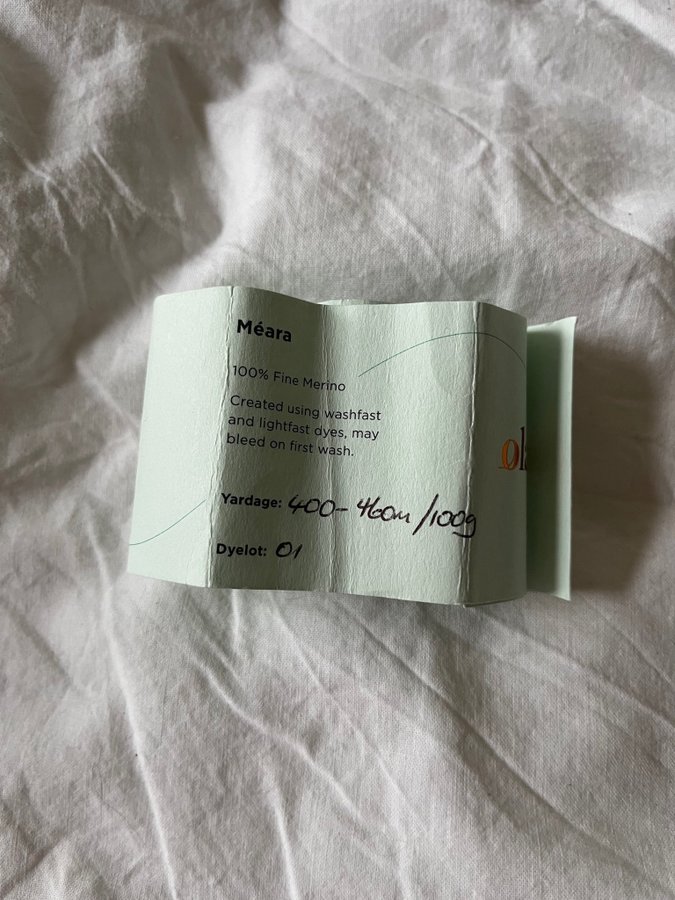 Méara
100% Fine Merino
Created using washfast
and lightfast dyes, may
bleed on first wash.
Yardage: 400-460m/100g
Dyelot: 01